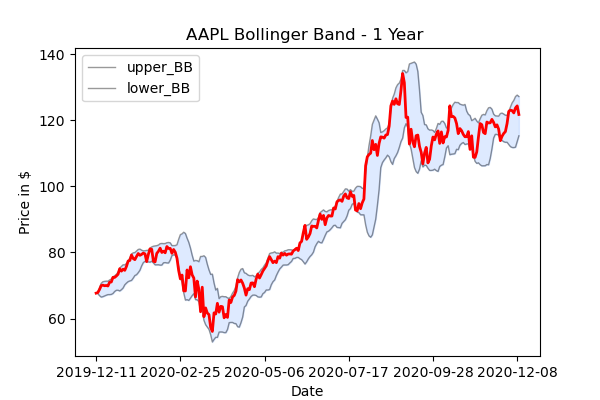 AAPL Bollinger Band - 1 Year
upper_BB
lower_BB
140
120
100
80
60
Price in $
2019-12-11 2020-02-25 2020-05-06 2020-07-17 2020-09-28 2020-12-08
Date